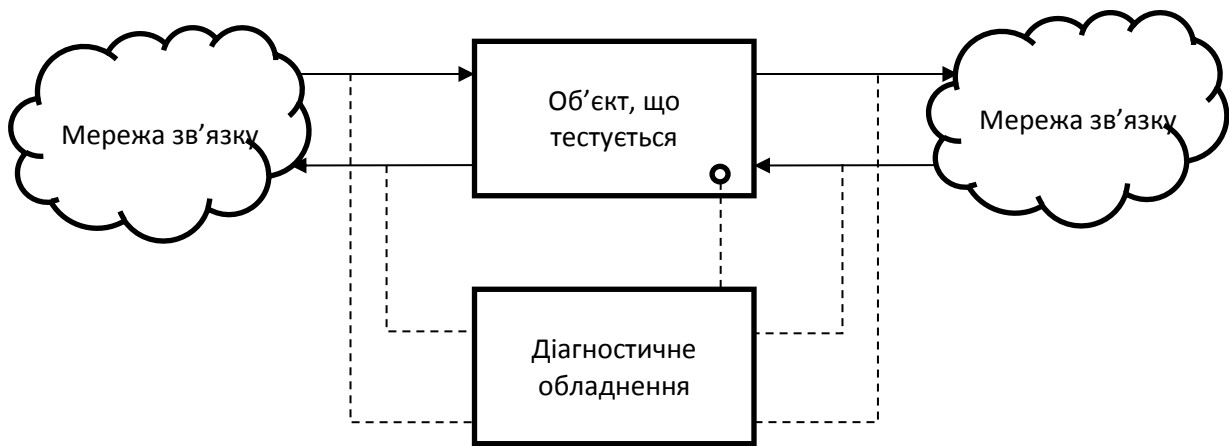 Мережа зв’язку
Об’єкт, що
тестується
Мережа зв’язку
Діагностичне
обладнення